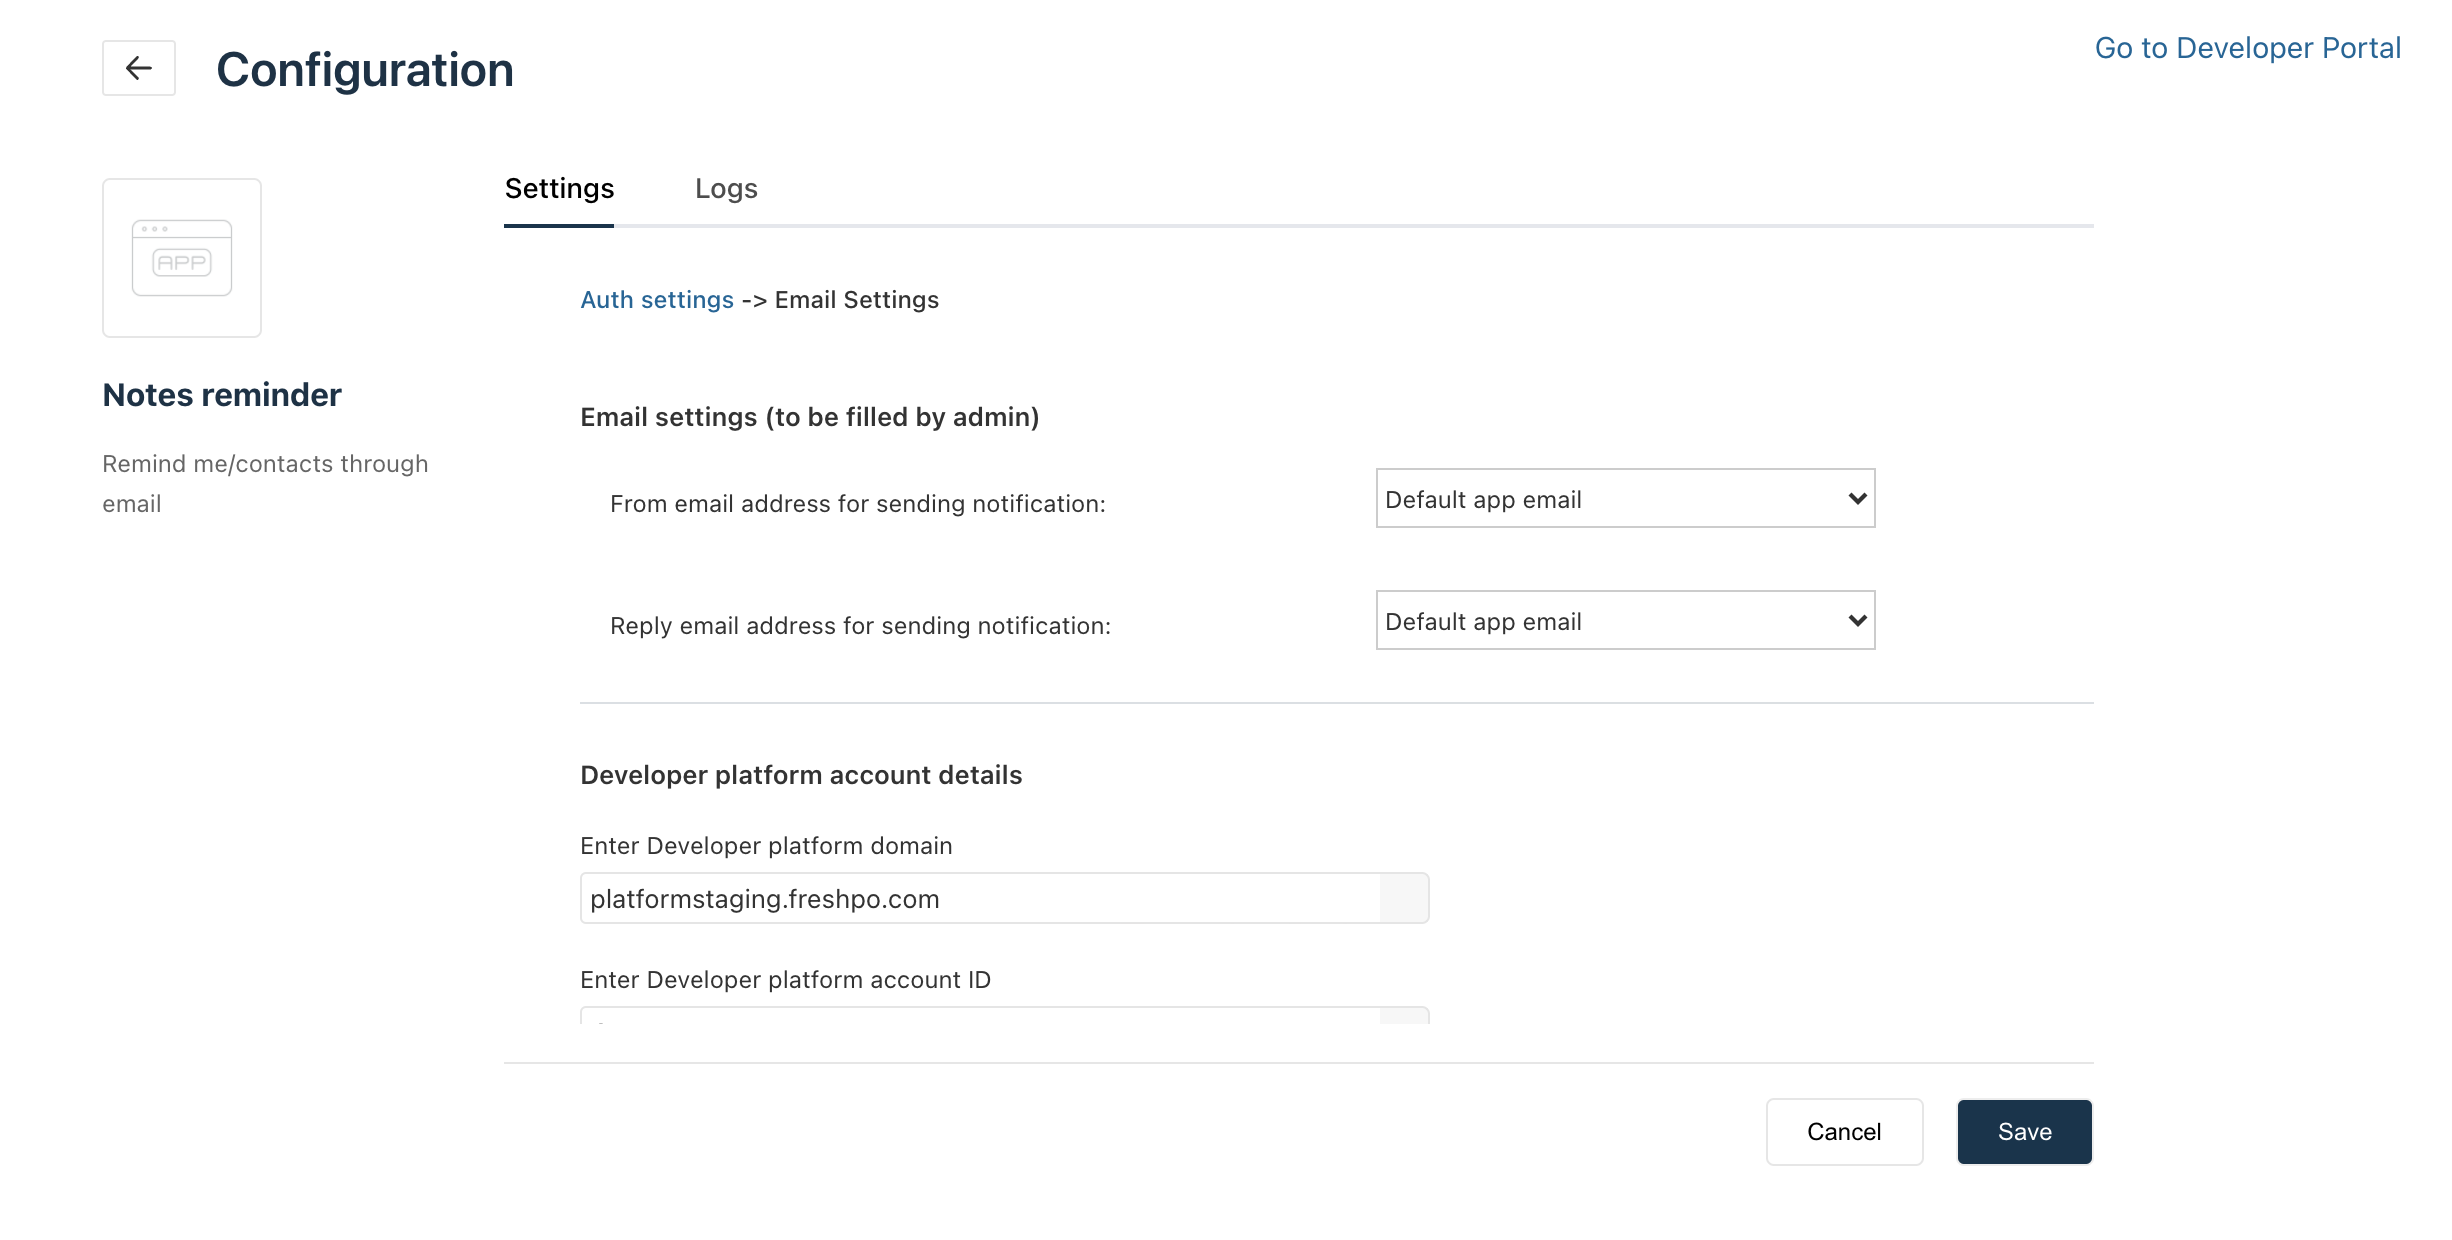 Configuration
Go to Developer Portal
Settings
Logs
APP
Notes reminder
Remind me/contacts through
email
Auth settings -> Email Settings
Email settings (to be filled by admin)
From email address for sending notification:
Default app email
Reply email address for sending notification:
Default app email
Developer platform account details
Enter Developer platform domain
platformstaging.freshpo.com
Enter Developer platform account ID
Cancel
Save